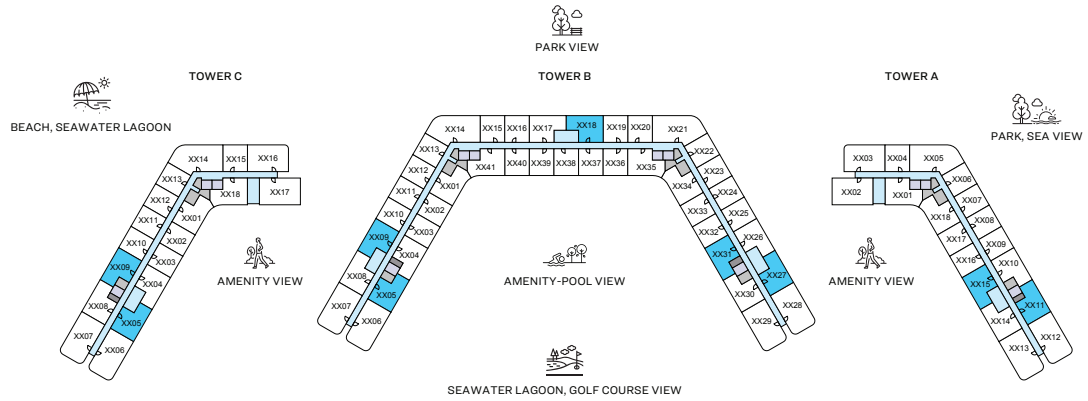 PARK VIEW
TOWER C
TOWER B
TOWER A
BEACH, SEAWATER LAGOON
PARK, SEA VIEW
XX14
XX15
XX16
XX13
XX12
XX11
XX10
XX09
XX08
XX07
XX17
XX18
XX01
XX02
XX03
XX04
XX05
XX06
AMENITY VIEW
XX14
XX15
XX16
XX17
XX18
XX19
XX20
XX21
XX13
XX12
XX11
XX10
XX09
XX08
XX07
XX41
XX40
XX39
XX38
XX37
XX36
XX35
XX01
XX02
XX03
XX04
XX05
XX06
XX22
XX23
XX24
XX25
XX26
XX27
XX28
XX34
XX33
XX32
XX31
XX30
XX29
AMENITY-POOL VIEW
XX03
XX04
XX05
XX02
XX01
XX06
XX07
XX08
XX09
XX10
XX11
XX12
XX18
XX17
XX16
XX15
XX14
XX13
AMENITY VIEW
SEAWATER LAGOON, GOLF COURSE VIEW